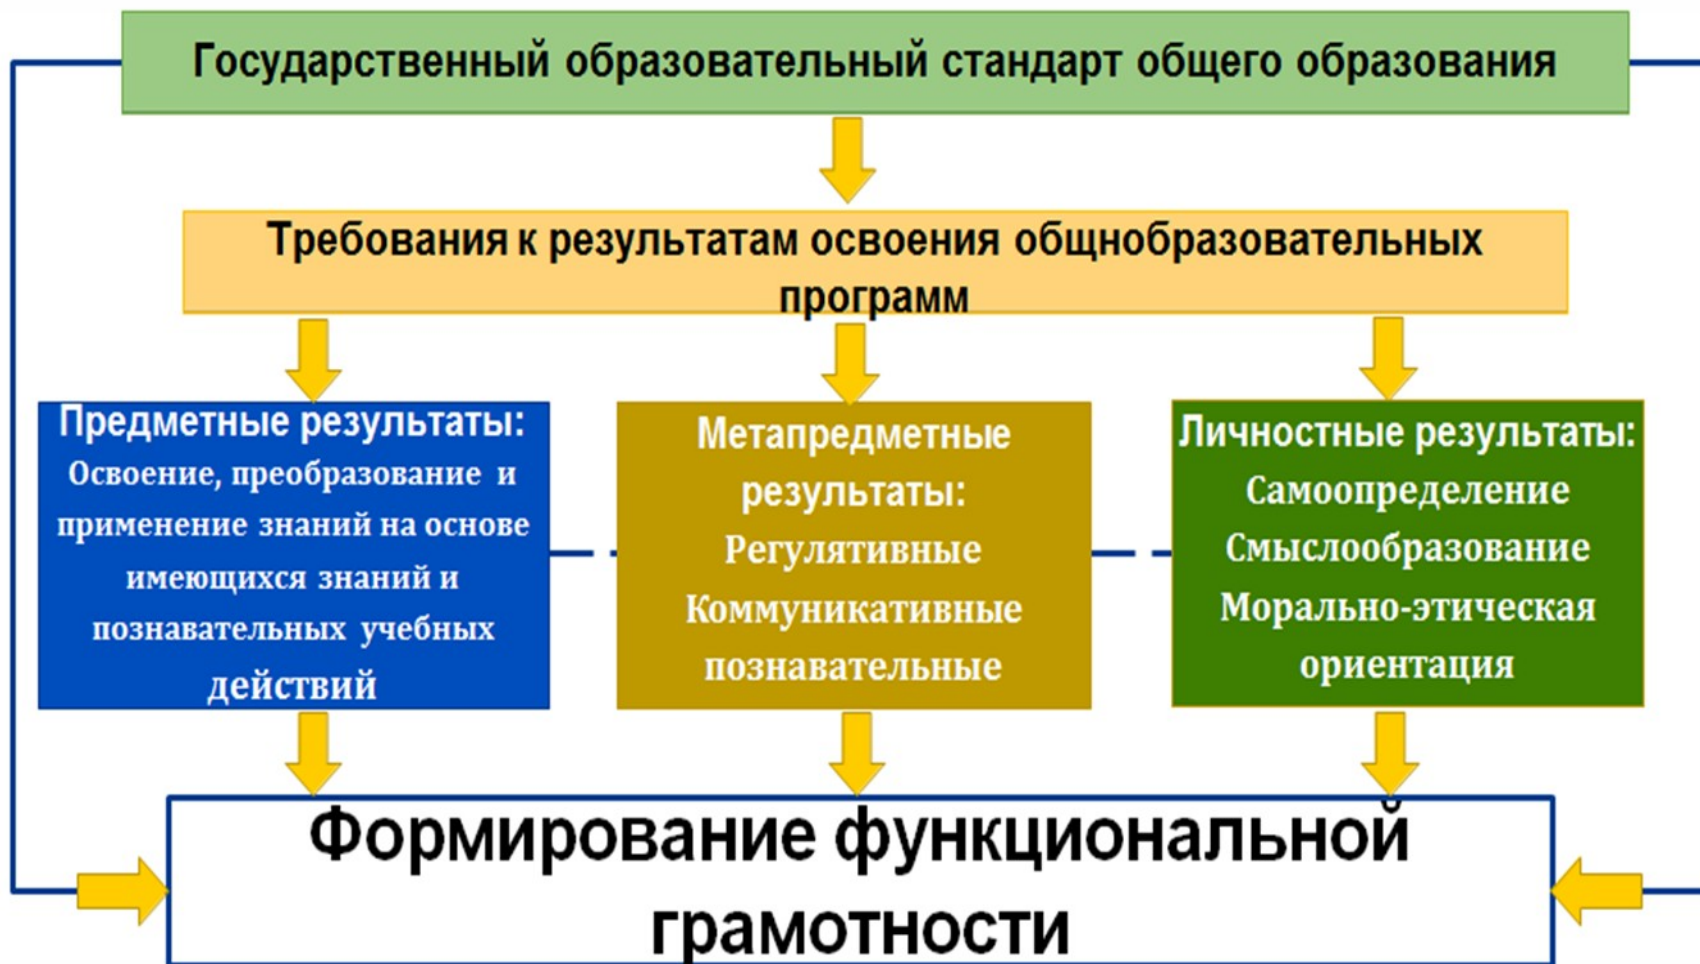 Государственный образовательный стандарт общего образования
Требования к результатам освоения общнобразовательных
программ
Предметные результаты:
Освоение, преобразование и
применение знаний на основе
имеющихся знаний и
познавательных учебных
действий
Метапредметные
результаты:
Регулятивные
Коммуникативные
познавательные
Личностные результаты:
Самоопределение
Смыслообразование
Морально-этическая
ориентация
Формирование функциональной
грамотности